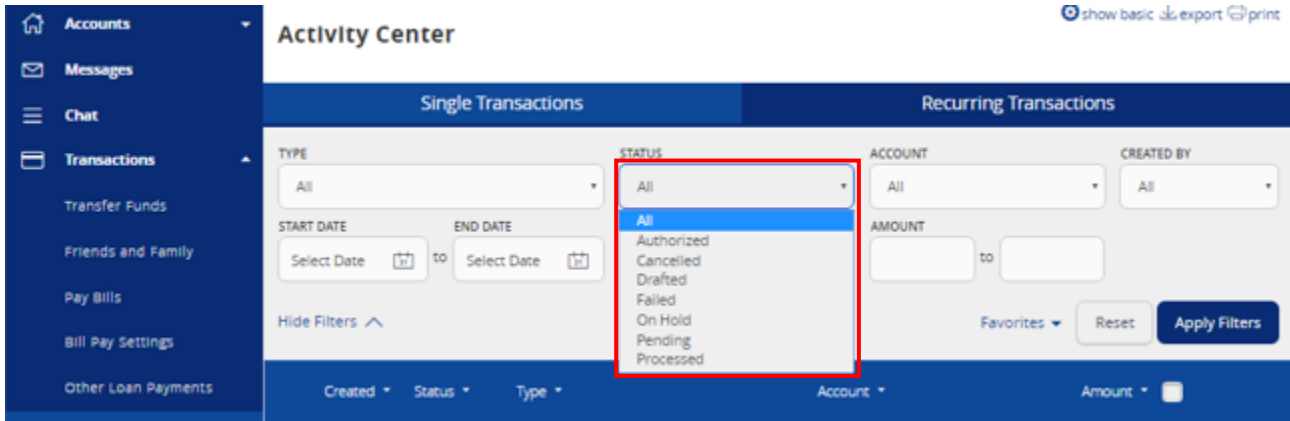 Accounts
Messages
Chat
Transactions
Transfer Funds
Friends and Family
Pay Bills
Bill Pay Settings
Other Loan Payments
show basic export print
Activity Center
Single Transactions Recurring Transactions
TYPE STATUS ACCOUNT CREATED BY
All All All All
START DATE END DATE AMOUNT
Select Date to Select Date to
All
Authorized
Cancelled
Drafted
Failed
On Hold
Pending
Processed
Hide Filters Favorites Reset Apply Filters
Created Status Type Account Amount